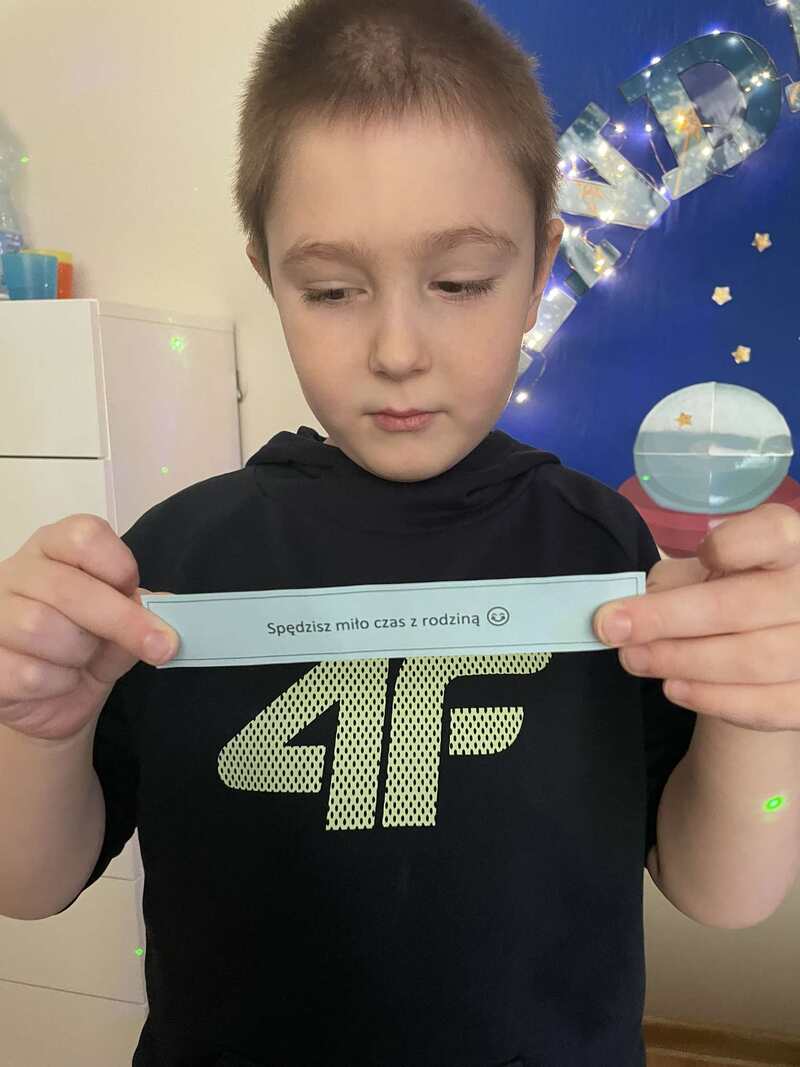 Spędzisz miło czas z rodziną 😊
4F